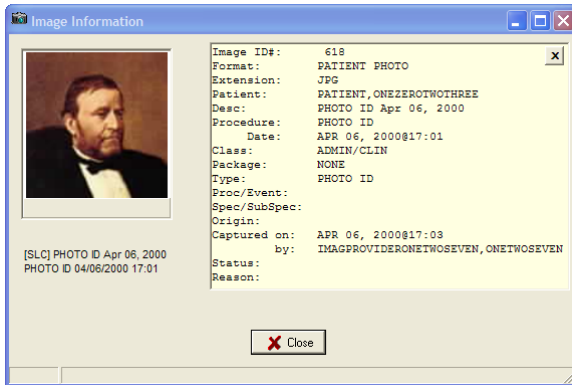 Image Information
Image ID#: 618
Format: PATIENT PHOTO
Extension: JPG
Patient: PATIENT,ONEZEROTWOTHREE
Desc: PHOTO ID Apr 06, 2000
Procedure: PHOTO ID
Date: APR 06, 2000@17:01
Class: ADMIN/CLIN
Package: NONE
Type: PHOTO ID
Proc/Event:
Spec/SubSpec:
Origin:
Captured on: APR 06, 2000@17:03
by: IMAGPROVIDERONETWOSEVEN,ONETWOSEVEN
Status:
Reason:
x
[SLC] PHOTO ID Apr 06, 2000
PHOTO ID 04/06/2000 17:01
Close